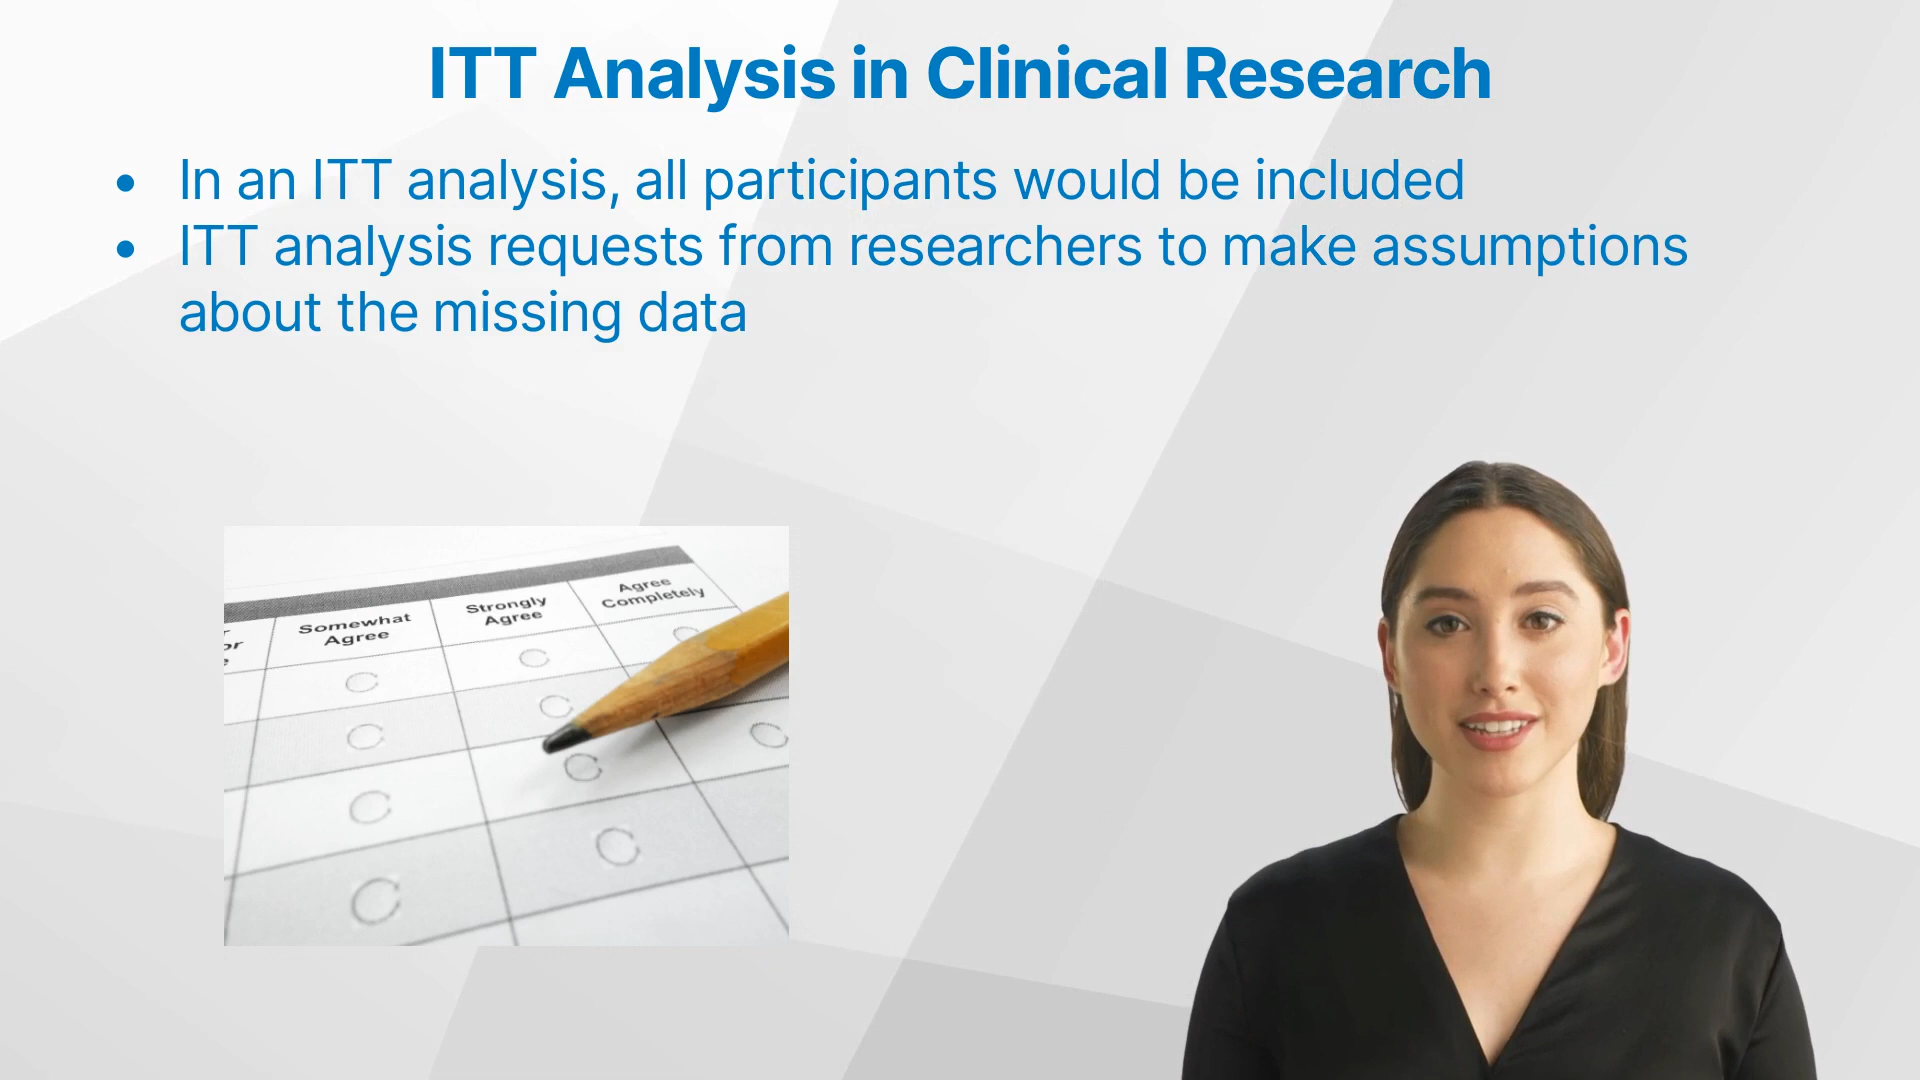 ITT Analysis in Clinical Research
• In an ITT analysis, all participants would be included
• ITT analysis requests from researchers to make assumptions
about the missing data
Somewhat
Agree
Strongly
Agree
Agree
Completely